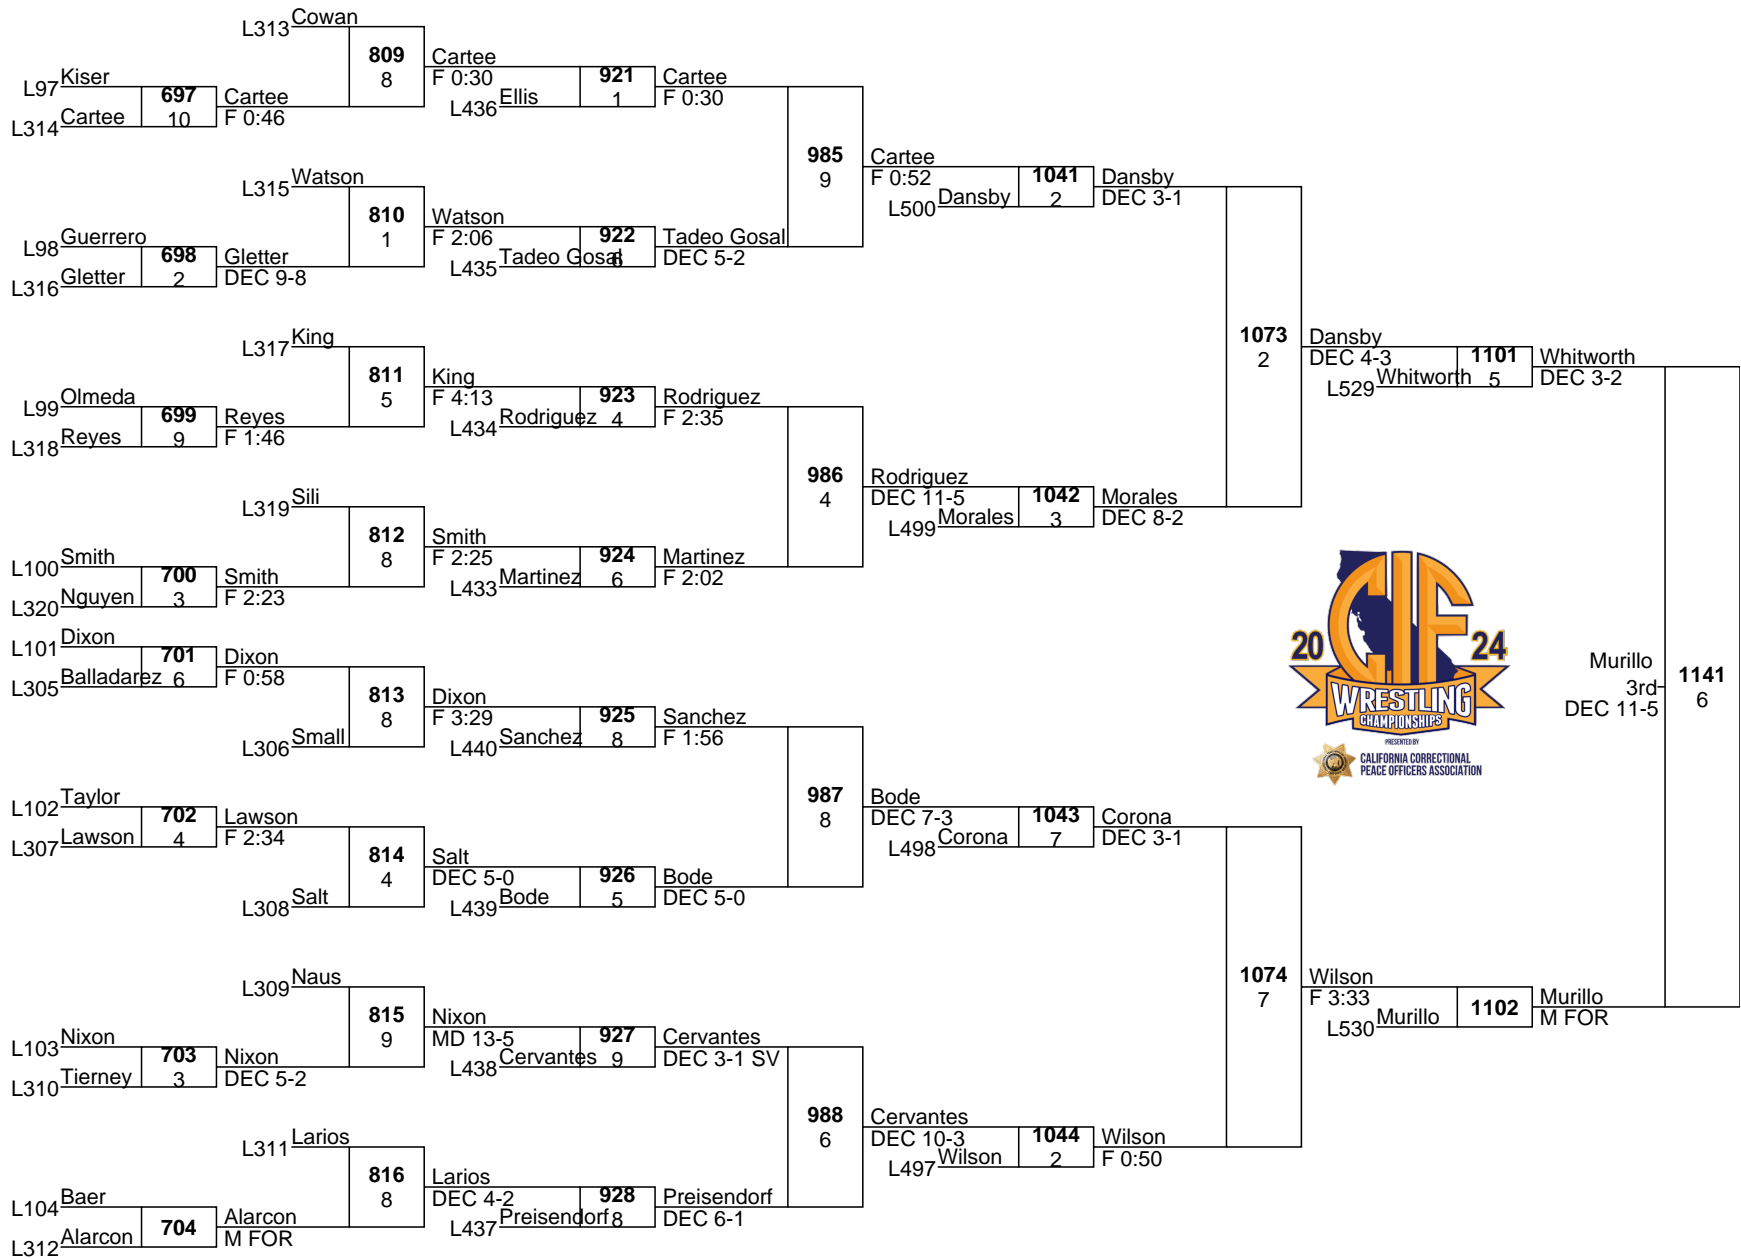 Cowan
L313
809
8
Cartee
F 0:30
Kiser
L97
697
10
Cartee
F 0:46
Cartee
L314
Ellis
L436
921
1
Cartee
F 0:30
985
9
Cartee
F 0:52
Dansby
L500
1041
2
Dansby
DEC 3-1
Watson
L315
810
1
Watson
F 2:06
Guerrero
L98
698
2
Gletter
DEC 9-8
Gletter
L316
Tadeo Gosal
L435
922
6
Tadeo Gosal
DEC 5-2
King
L317
811
5
King
F 4:13
Olmeda
L99
699
9
Reyes
F 1:46
Reyes
L318
Rodriguez
L434
923
4
Rodriguez
F 2:35
1073
2
Dansby
DEC 4-3
Whitworth
L529
1101
5
Whitworth
DEC 3-2
986
4
Rodriguez
DEC 11-5
Morales
L499
1042
3
Morales
DEC 8-2
Sili
L319
812
8
Smith
F 2:25
Smith
L100
700
3
Smith
F 2:23
Nguyen
L320
Martinez
L433
924
6
Martinez
F 2:02
20 CIF 24
WRESTLING
CHAMPIONSHIPS
PRESENTED BY
CALIFORNIA CORRECTIONAL
PEACE OFFICERS ASSOCIATION
Murillo
3rd
DEC 11-5
1141
6
Dixon
L101
701
6
Dixon
F 0:58
Balladarez
L305
813
8
Dixon
F 3:29
Small
L306
Sanchez
L440
925
8
Sanchez
F 1:56
987
8
Bode
DEC 7-3
Corona
L498
1043
7
Corona
DEC 3-1
Taylor
L102
702
4
Lawson
F 2:34
Lawson
L307
814
4
Salt
DEC 5-0
Salt
L308
Bode
L439
926
5
Bode
DEC 5-0
Naus
L309
815
9
Nixon
MD 13-5
Nixon
L103
703
3
Nixon
DEC 5-2
Tierney
L310
Cervantes
L438
927
9
Cervantes
DEC 3-1 SV
1074
7
Wilson
F 3:33
Murillo
L530
1102
Murillo
M FOR
988
6
Cervantes
DEC 10-3
Wilson
L497
1044
2
Wilson
F 0:50
Larios
L311
816
8
Larios
DEC 4-2
Baer
L104
704
Alarcon
M FOR
Alarcon
L312
Preisendorf
L437
928
8
Preisendorf
DEC 6-1